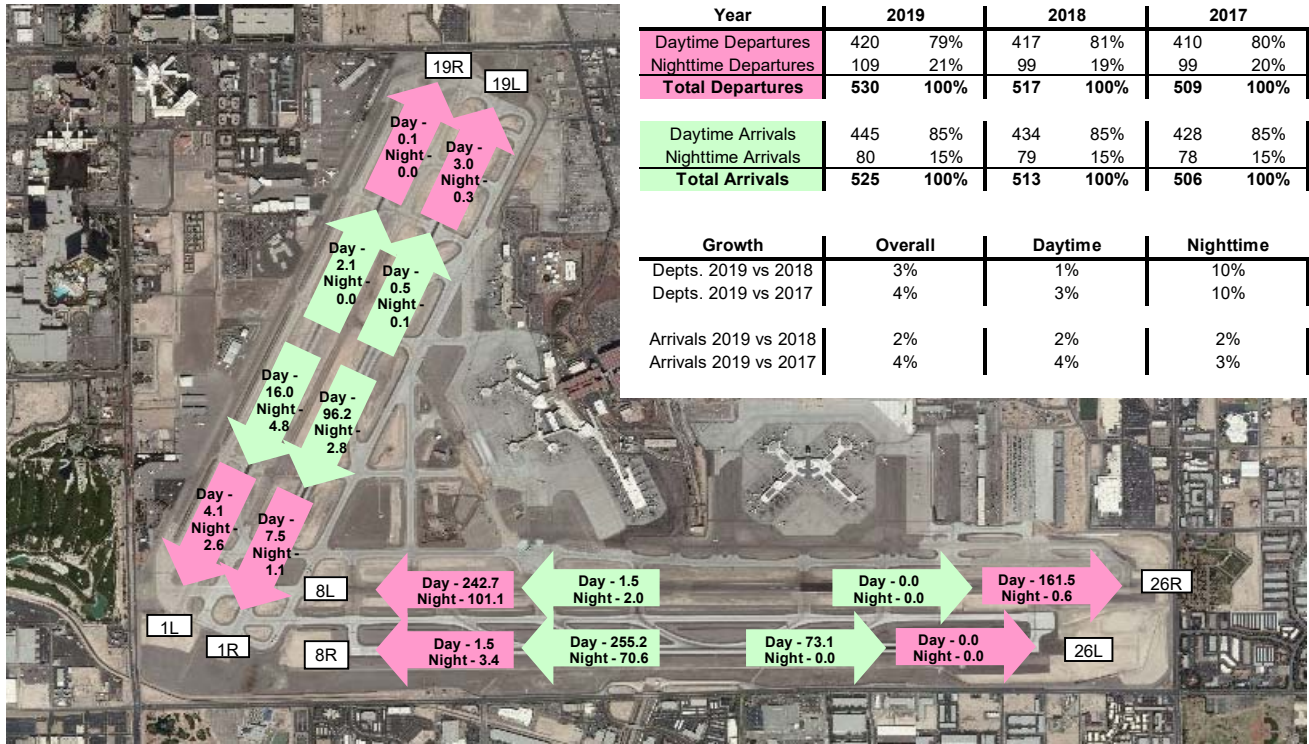 Year 2019 2018 2017
Daytime Departures 420 79% 417 81% 410 80%
Nighttime Departures 109 21% 99 19% 99 20%
Total Departures 530 100% 517 100% 509 100%
Daytime Arrivals 445 85% 434 85% 428 85%
Nighttime Arrivals 80 15% 79 15% 78 15%
Total Arrivals 525 100% 513 100% 506 100%
Growth Overall Daytime Nighttime
Depts. 2019 vs 2018 3% 1% 10%
Depts. 2019 vs 2017 4% 3% 10%
Arrivals 2019 vs 2018 2% 2% 2%
Arrivals 2019 vs 2017 4% 4% 3%
19R
19L
Day -
0.1
Night -
0.0
Day -
3.0
Night -
0.3
Day -
2.1
Night -
0.0
Day -
0.5
Night -
0.1
Day -
16.0
Night -
4.8
Day -
96.2
Night -
2.8
Day -
4.1
Night -
2.6
Day -
7.5
Night -
1.1
1L
1R
8L
Day - 242.7
Night - 101.1
Day - 1.5
Night - 2.0
Day - 0.0
Night - 0.0
Day - 161.5
Night - 0.6
26R
8R
Day - 1.5
Night - 3.4
Day - 255.2
Night - 70.6
Day - 73.1
Night - 0.0
Day - 0.0
Night - 0.0
26L